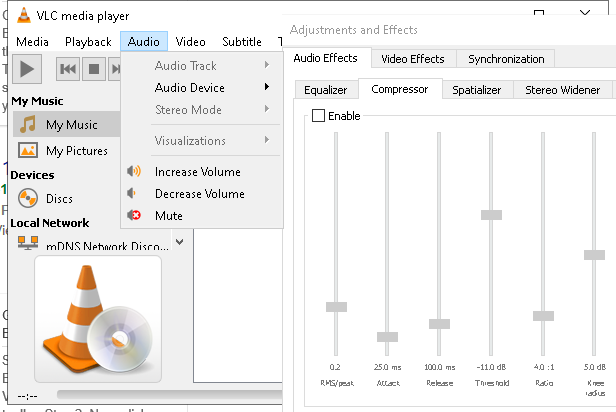 VLC media player
Media Playback Audio Video Subtitle T
Audio Track
Audio Device
Stereo Mode
Visualizations
Increase Volume
Decrease Volume
Mute
My Music
My Music
My Pictures
Devices
Discs
Local Network
mDNS Network Disco...
--:--
Adjustments and Effects
Audio Effects Video Effects Synchronization
Equalizer Compressor Spatializer Stereo Widener
Enable
0.2 25.0 ms 100.0 ms -11.0 dB 4.0 :1 5.0 dB
RMS/peak Attack Release Threshold Ratio Knee
radius